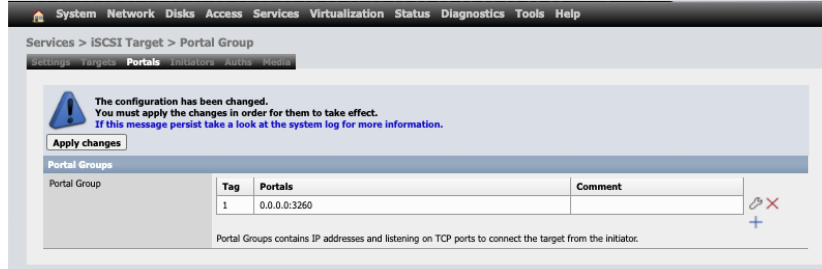 System Network Disks Access Services Virtualization Status Diagnostics Tools Help
Services > iSCSI Target > Portal Group
Settings Targets Portals Initiators Auths Media
The configuration has been changed.
You must apply the changes in order for them to take effect.
If this message persist take a look at the system log for more information.
Apply changes
Portal Groups
Portal Group
Tag Portals Comment
1 0.0.0.0:3260
Portal Groups contains IP addresses and listening on TCP ports to connect the target from the initiator.